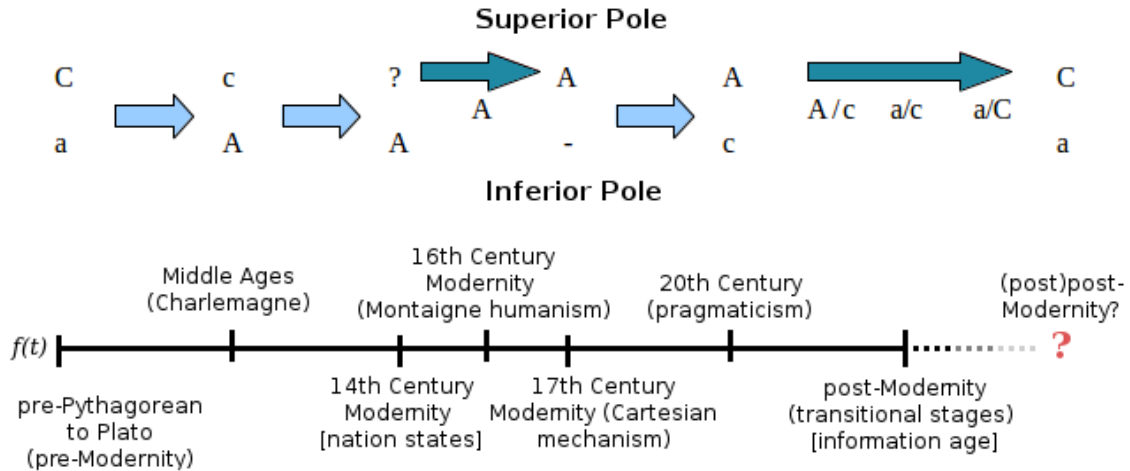 Superior Pole
C c ? A A C
A A/c a/c a/C
a A A - c a
Inferior Pole
16th Century
Middle Ages Modernity 20th Century (post)post-
(Charlemagne) (Montaigne humanism) (pragmaticism) Modernity?
f(t) ?
pre-Pythagorean 14th Century 17th Century post-Modernity
to Plato Modernity Modernity (Cartesian (transitional stages)
(pre-Modernity) [nation states] mechanism) [information age]